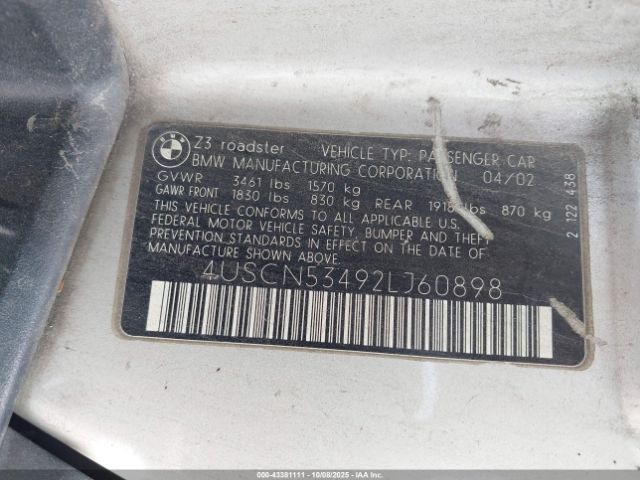 BMW
Z3 roadster VEHICLE TYP: PASSENGER CAR
BMW MANUFACTURING CORPORATION 04/02
GVWR 3461 lbs 1570 kg
GAWR FRONT 1830 lbs 830 kg REAR 1918 lbs 870 kg
THIS VEHICLE CONFORMS TO ALL APPLICABLE U.S.
FEDERAL MOTOR VEHICLE SAFETY, BUMPER AND THEFT
PREVENTION STANDARDS IN EFFECT ON THE DATE OF
MANUFACTURE SHOWN ABOVE.
4USCN53492LJ60898
2 122 438
000-43381111 - 10/08/2025 - IAAI.COM